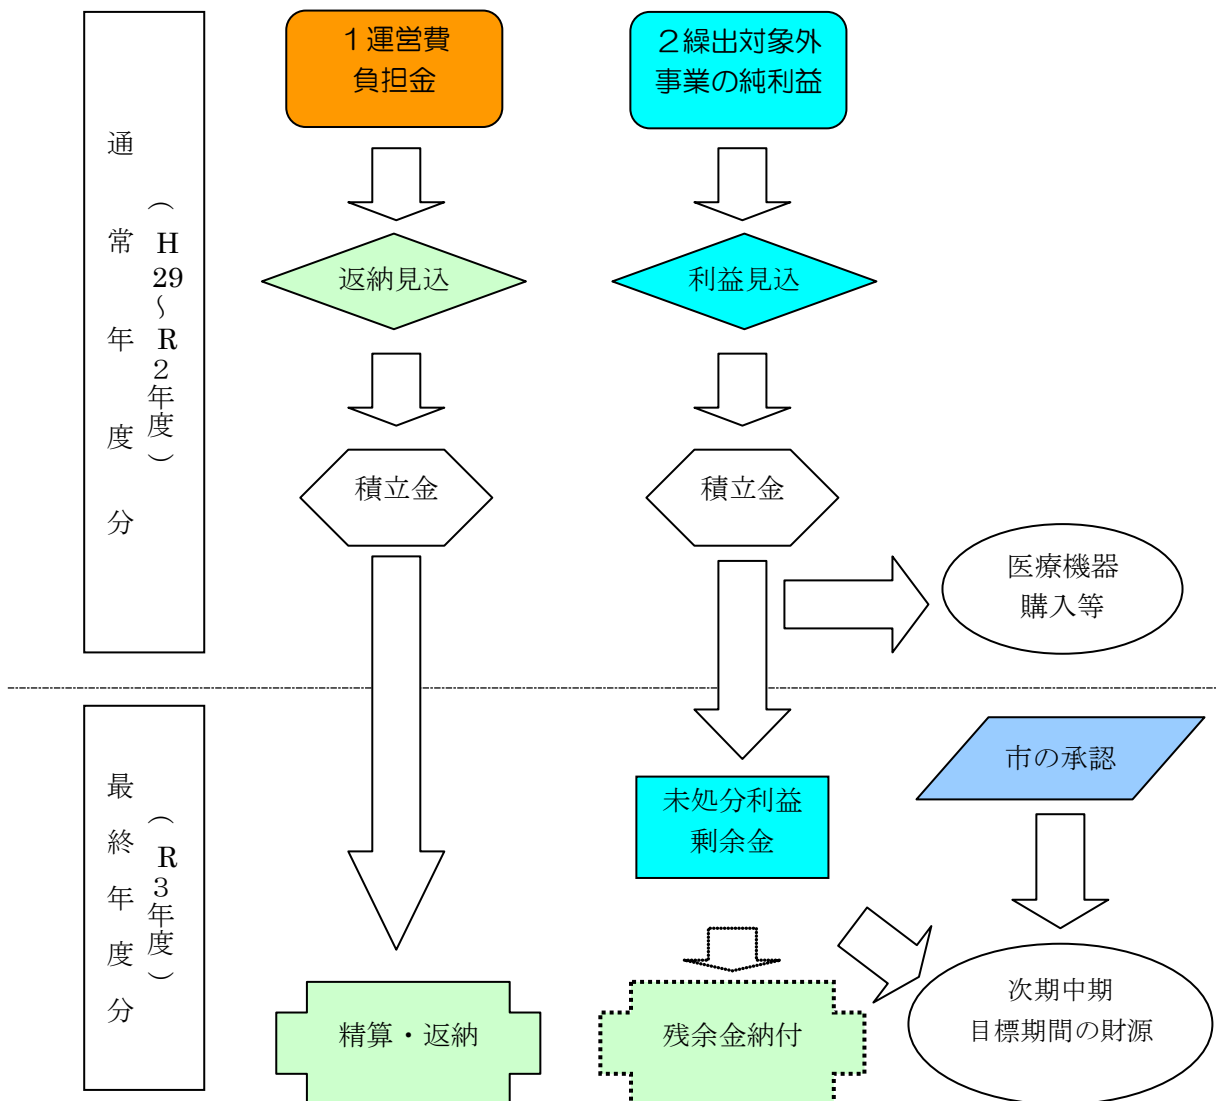 １運営費
負担金
２繰出対象外
事業の純利益
通常年度分
（H29～R２年度）
返納見込
利益見込
積立金
積立金
医療機器
購入等
最終年度分
（R３年度）
市の承認
未処分利益
剰余金
精算・返納
残余金納付
次期中期
目標期間の財源